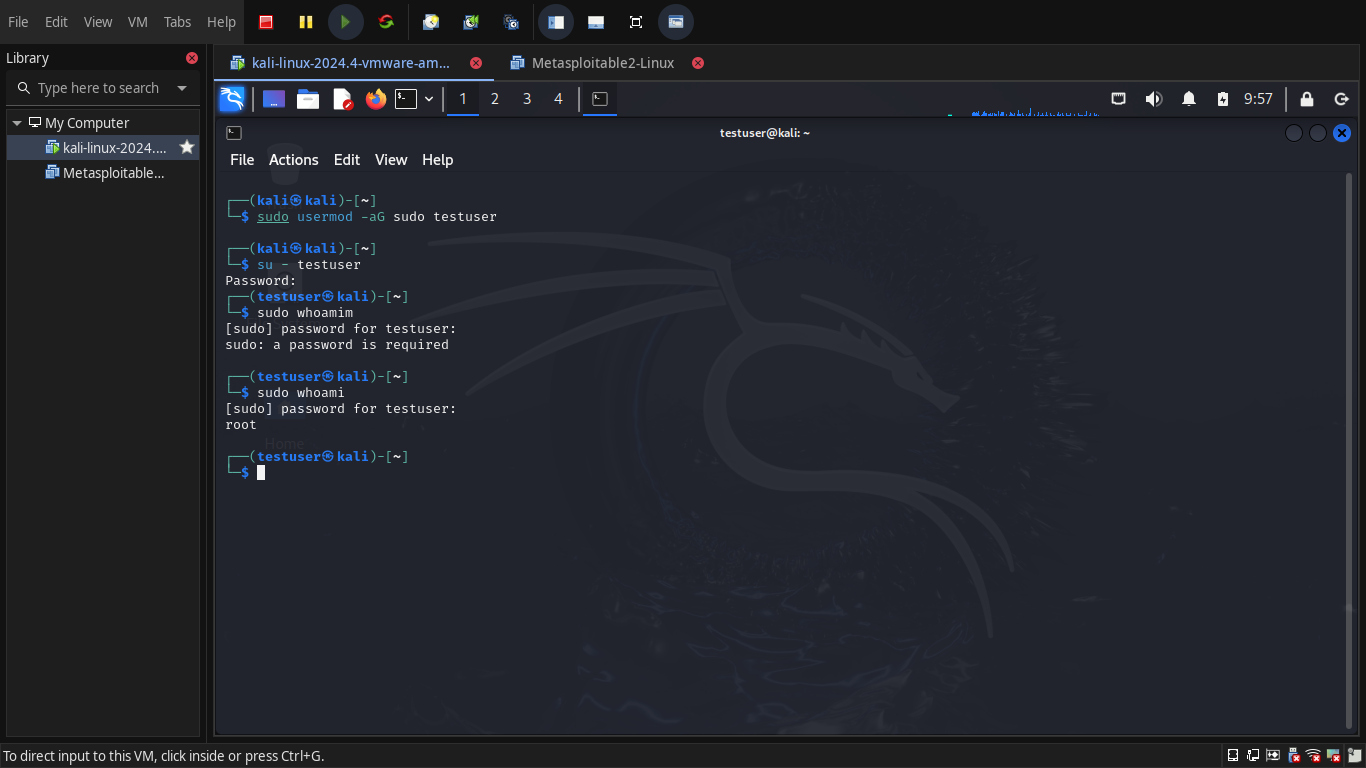 File Edit View VM Tabs Help
Library
Type here to search
My Computer
kali-linux-2024....
Metasploitable...
kali-linux-2024.4-vmware-am...
Metasploitable2-Linux
1 2 3 4
9:57
testuser@kali: ~
File Actions Edit View Help
┌──(kali㉿kali)-[~]
└─$ sudo usermod -aG sudo testuser
┌──(kali㉿kali)-[~]
└─$ su - testuser
Password:
┌──(testuser㉿kali)-[~]
└─$ sudo whoamim
[sudo] password for testuser:
sudo: a password is required
┌──(testuser㉿kali)-[~]
└─$ sudo whoami
[sudo] password for testuser:
root
Home
┌──(testuser㉿kali)-[~]
└─$
To direct input to this VM, click inside or press Ctrl+G.